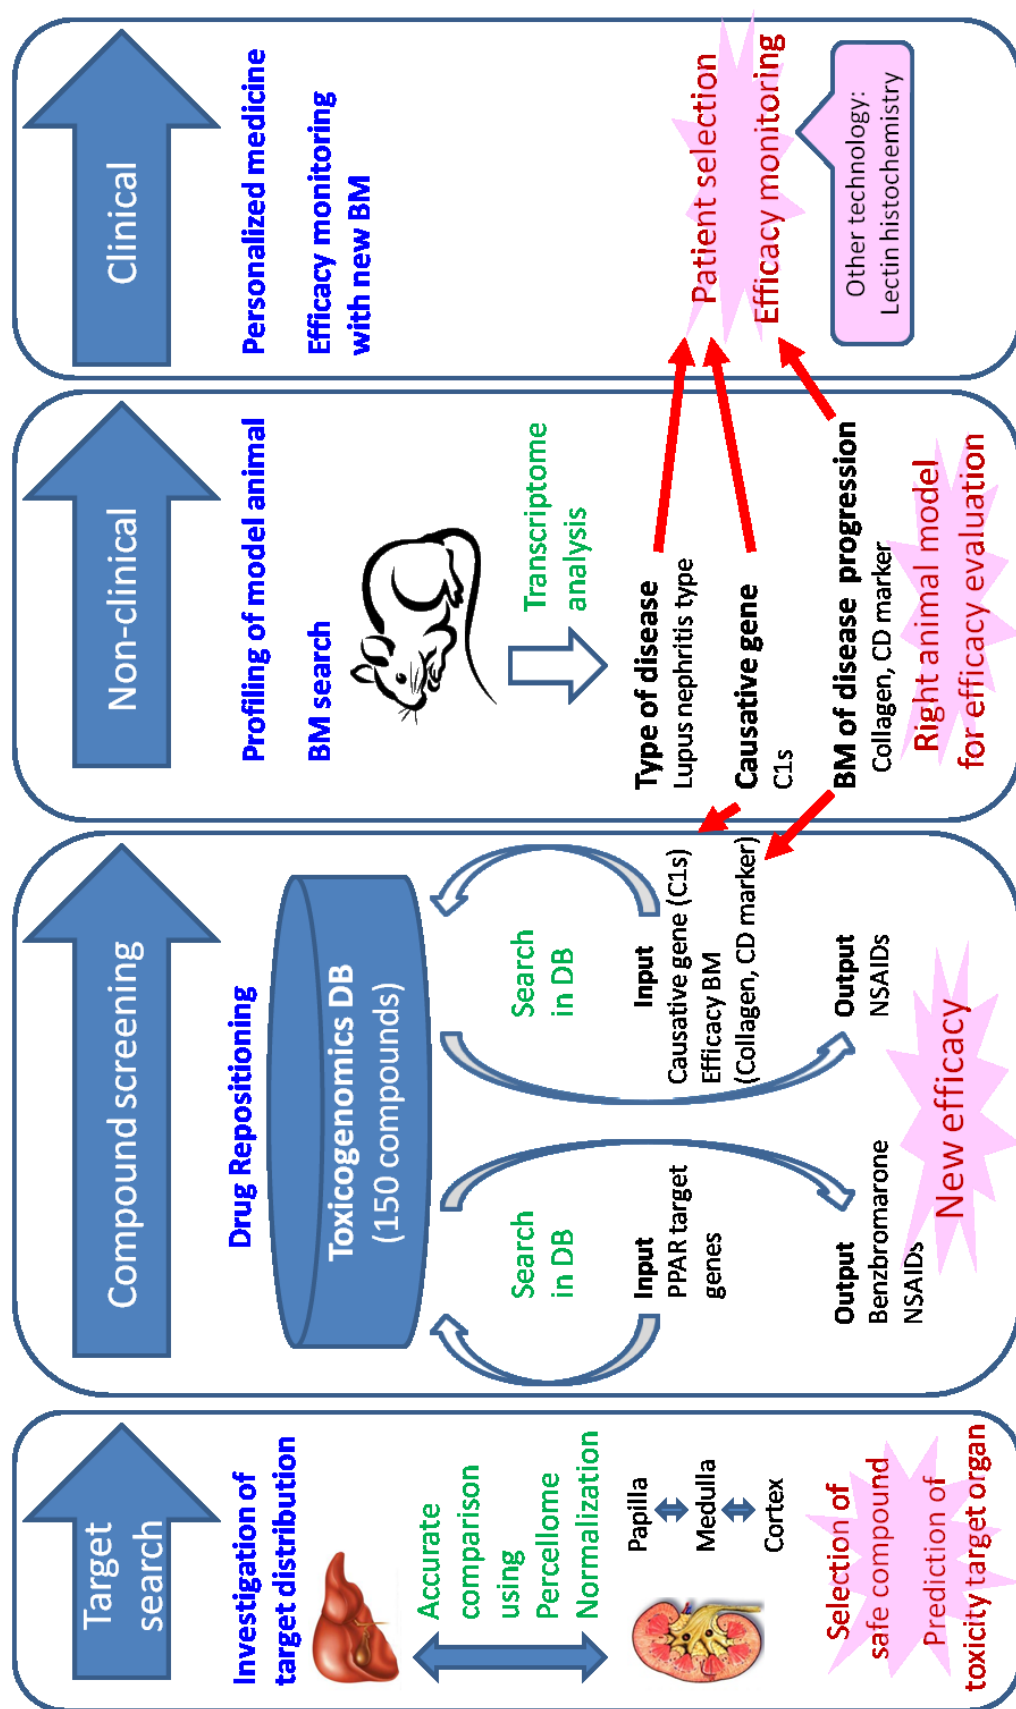 Target
search
Investigation of
target distribution
Accurate
comparison
using
Percellome
Normalization
Papilla
Medulla
Cortex
Selection of
safe compound
Prediction of
toxicity target organ
Compound screening
Drug Repositioning
Toxicogenomics DB
(150 compounds)
Search
in DB
Input
PPAR target
genes
Output
Benzbromarone
NSAIDs
Search
in DB
Input
Causative gene (C1s)
Efficacy BM
(Collagen, CD marker)
Output
NSAIDs
New efficacy
Non-clinical
Profiling of model animal
BM search
Transcriptome
analysis
Type of disease
Lupus nephritis type
Causative gene
C1s
BM of disease progression
Collagen, CD marker
Right animal model
for efficacy evaluation
Clinical
Personalized medicine
Efficacy monitoring
with new BM
Patient selection
Efficacy monitoring
Other technology:
Lectin histochemistry